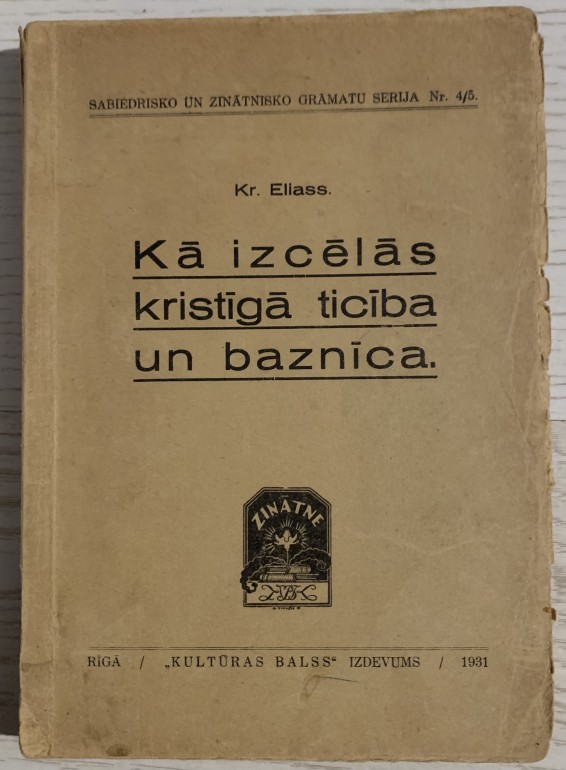 SABIEDRISKO UN ZINĀTNISKO GRĀMATU SERIJA Nr. 4/5.
Kr. Eliass.
Kā izcēlās
kristīgā ticība
un baznīca.
ZINĀTNE
RĪGĀ / „KULTŪRAS BALSS“ IZDEVUMS / 1931